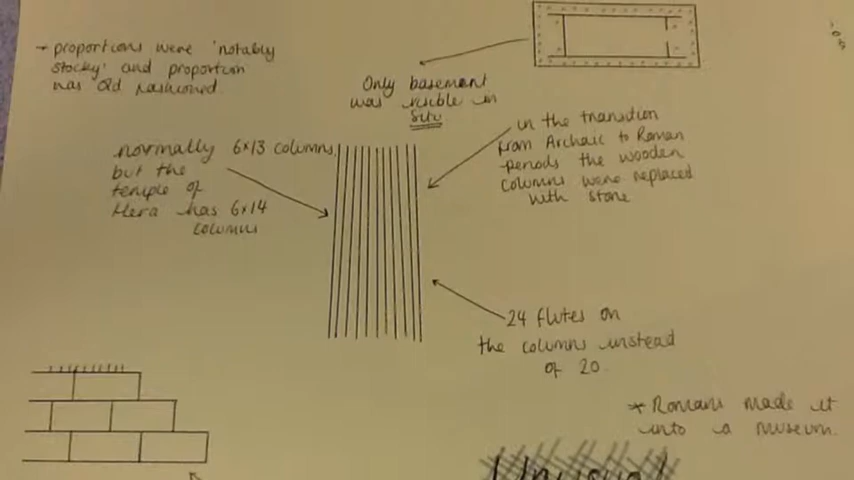 → proportions were 'notably
stocky' and proportion
was old fashioned
Only basement
was visible in
situ
in the transition
from Archaic to Roman
periods the wooden
columns were replaced
with stone
normally 6x13 columns,
but the
temple of
Hera has 6x14
columns
24 flutes on
the columns instead
of 20.
* Romans made it
into a museum.
Unusual